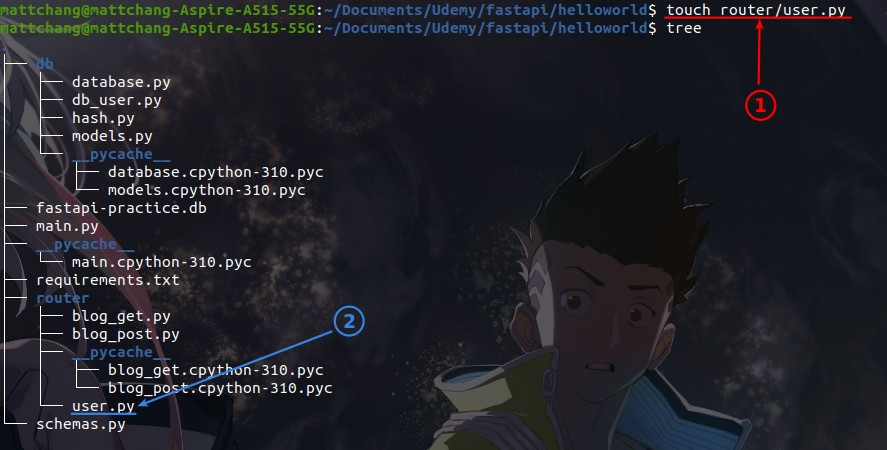 mattchang@mattchang-Aspire-A515-55G:~/Documents/Udemy/fastapi/helloworld$ touch router/user.py
mattchang@mattchang-Aspire-A515-55G:~/Documents/Udemy/fastapi/helloworld$ tree
.
db
database.py
db_user.py
hash.py
models.py
__pycache__
database.cpython-310.pyc
models.cpython-310.pyc
fastapi-practice.db
main.py
__pycache__
main.cpython-310.pyc
requirements.txt
router
blog_get.py
blog_post.py
__pycache__
blog_get.cpython-310.pyc
blog_post.cpython-310.pyc
user.py
schemas.py
1
2